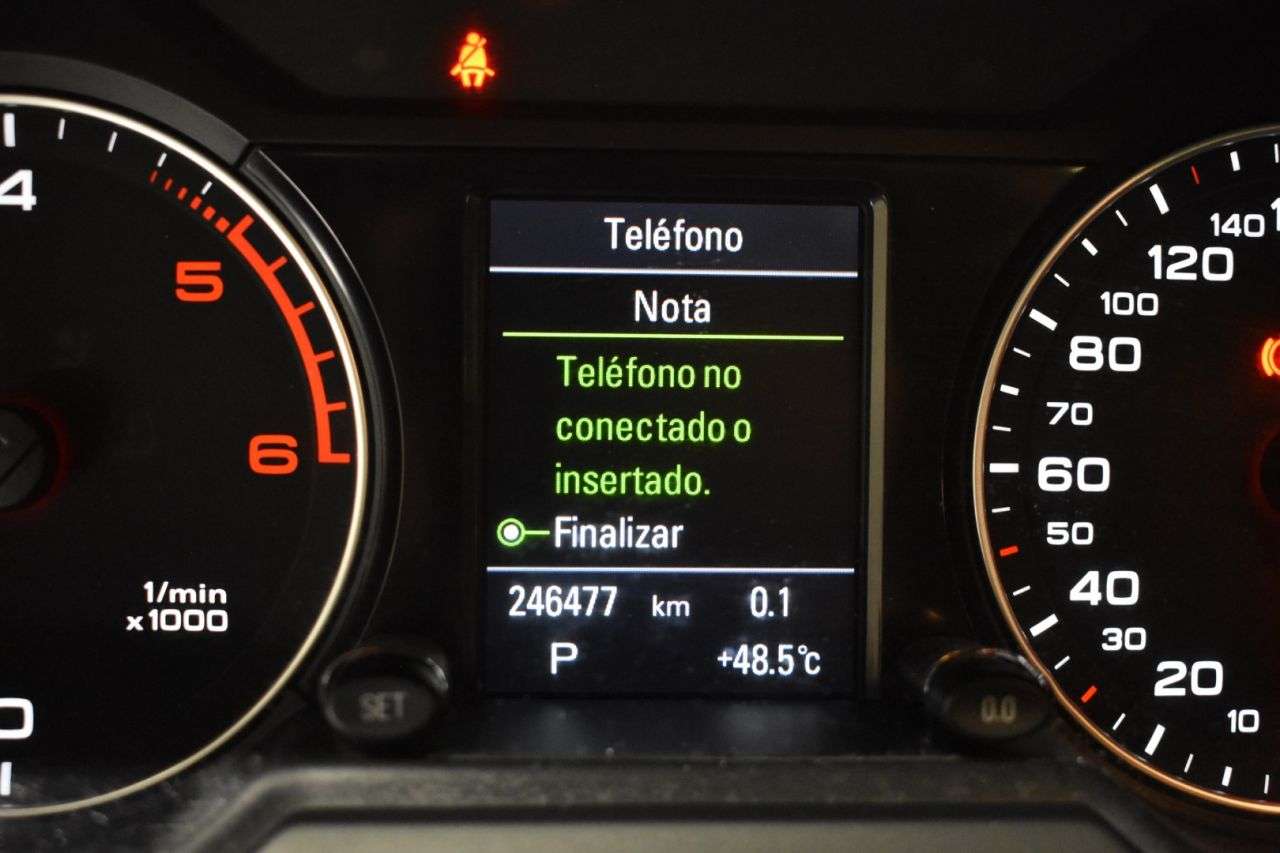 Teléfono
Nota
Teléfono no
conectado o
insertado.
Finalizar
246477 km 0.1
P +48.5°C
4
5
6
1/min
x1000
0
SET
0.0
140
120
100
80
70
60
50
40
30
20
10